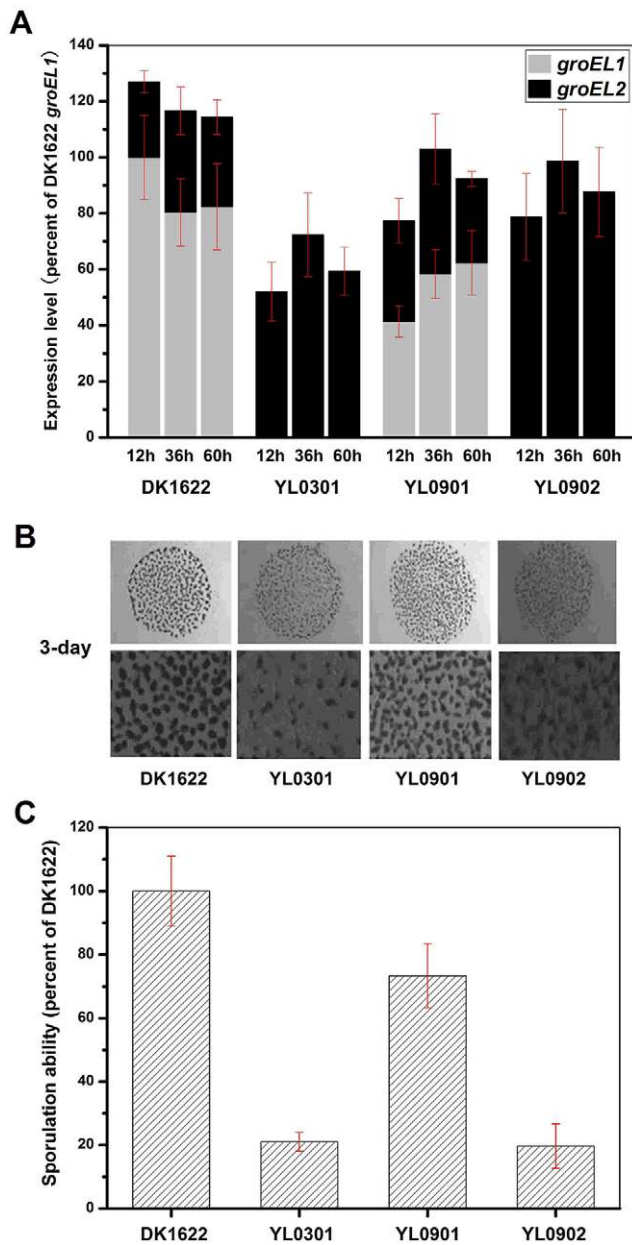 A
Expression level (percent of DK1622 groEL1)
140
120
100
80
60
40
20
0
groEL1
groEL2
12h 36h 60h 12h 36h 60h 12h 36h 60h 12h 36h 60h
DK1622 YL0301 YL0901 YL0902
B
3-day
DK1622 YL0301 YL0901 YL0902
C
Sporulation ability (percent of DK1622)
120
100
80
60
40
20
0
DK1622 YL0301 YL0901 YL0902